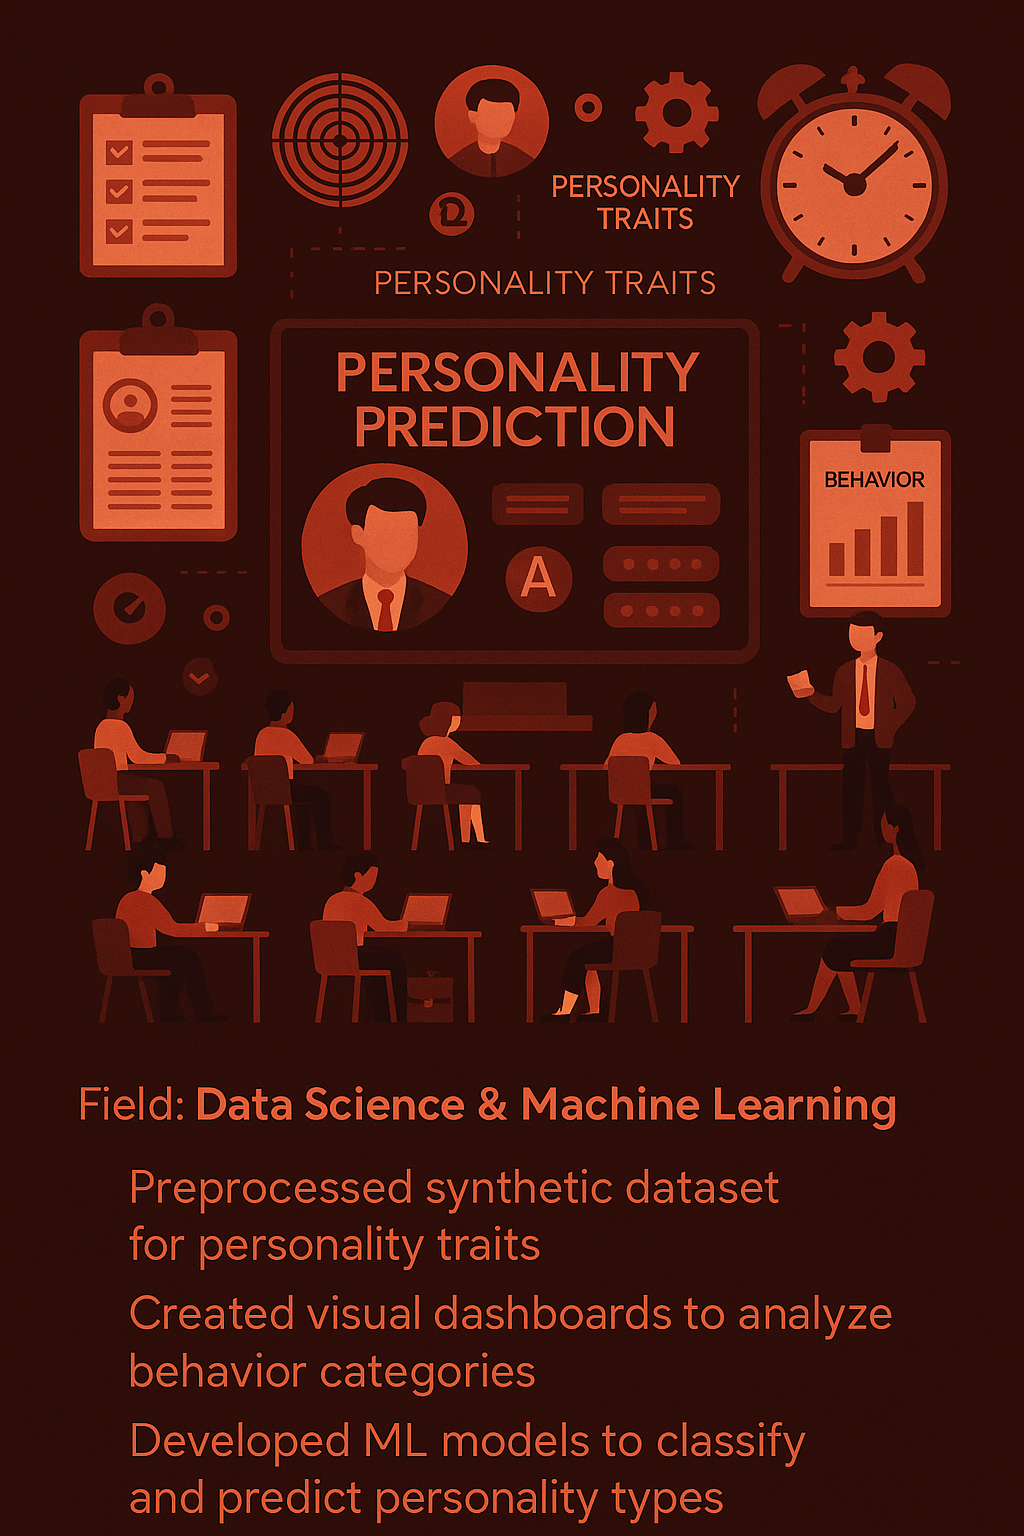 PERSONALITY
TRAITS
PERSONALITY TRAITS
PERSONALITY
PREDICTION
A
BEHAVIOR
Field: Data Science & Machine Learning
Preprocessed synthetic dataset
for personality traits
Created visual dashboards to analyze
behavior categories
Developed ML models to classify
and predict personality types